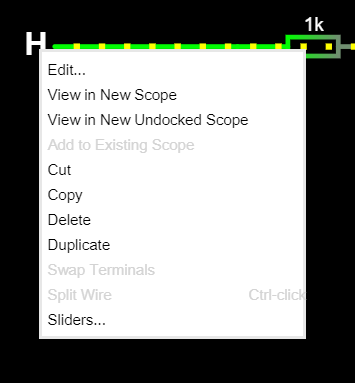 1k
H
Edit...
View in New Scope
View in New Undocked Scope
Add to Existing Scope
Cut
Copy
Delete
Duplicate
Swap Terminals
Split Wire Ctrl-click
Sliders...